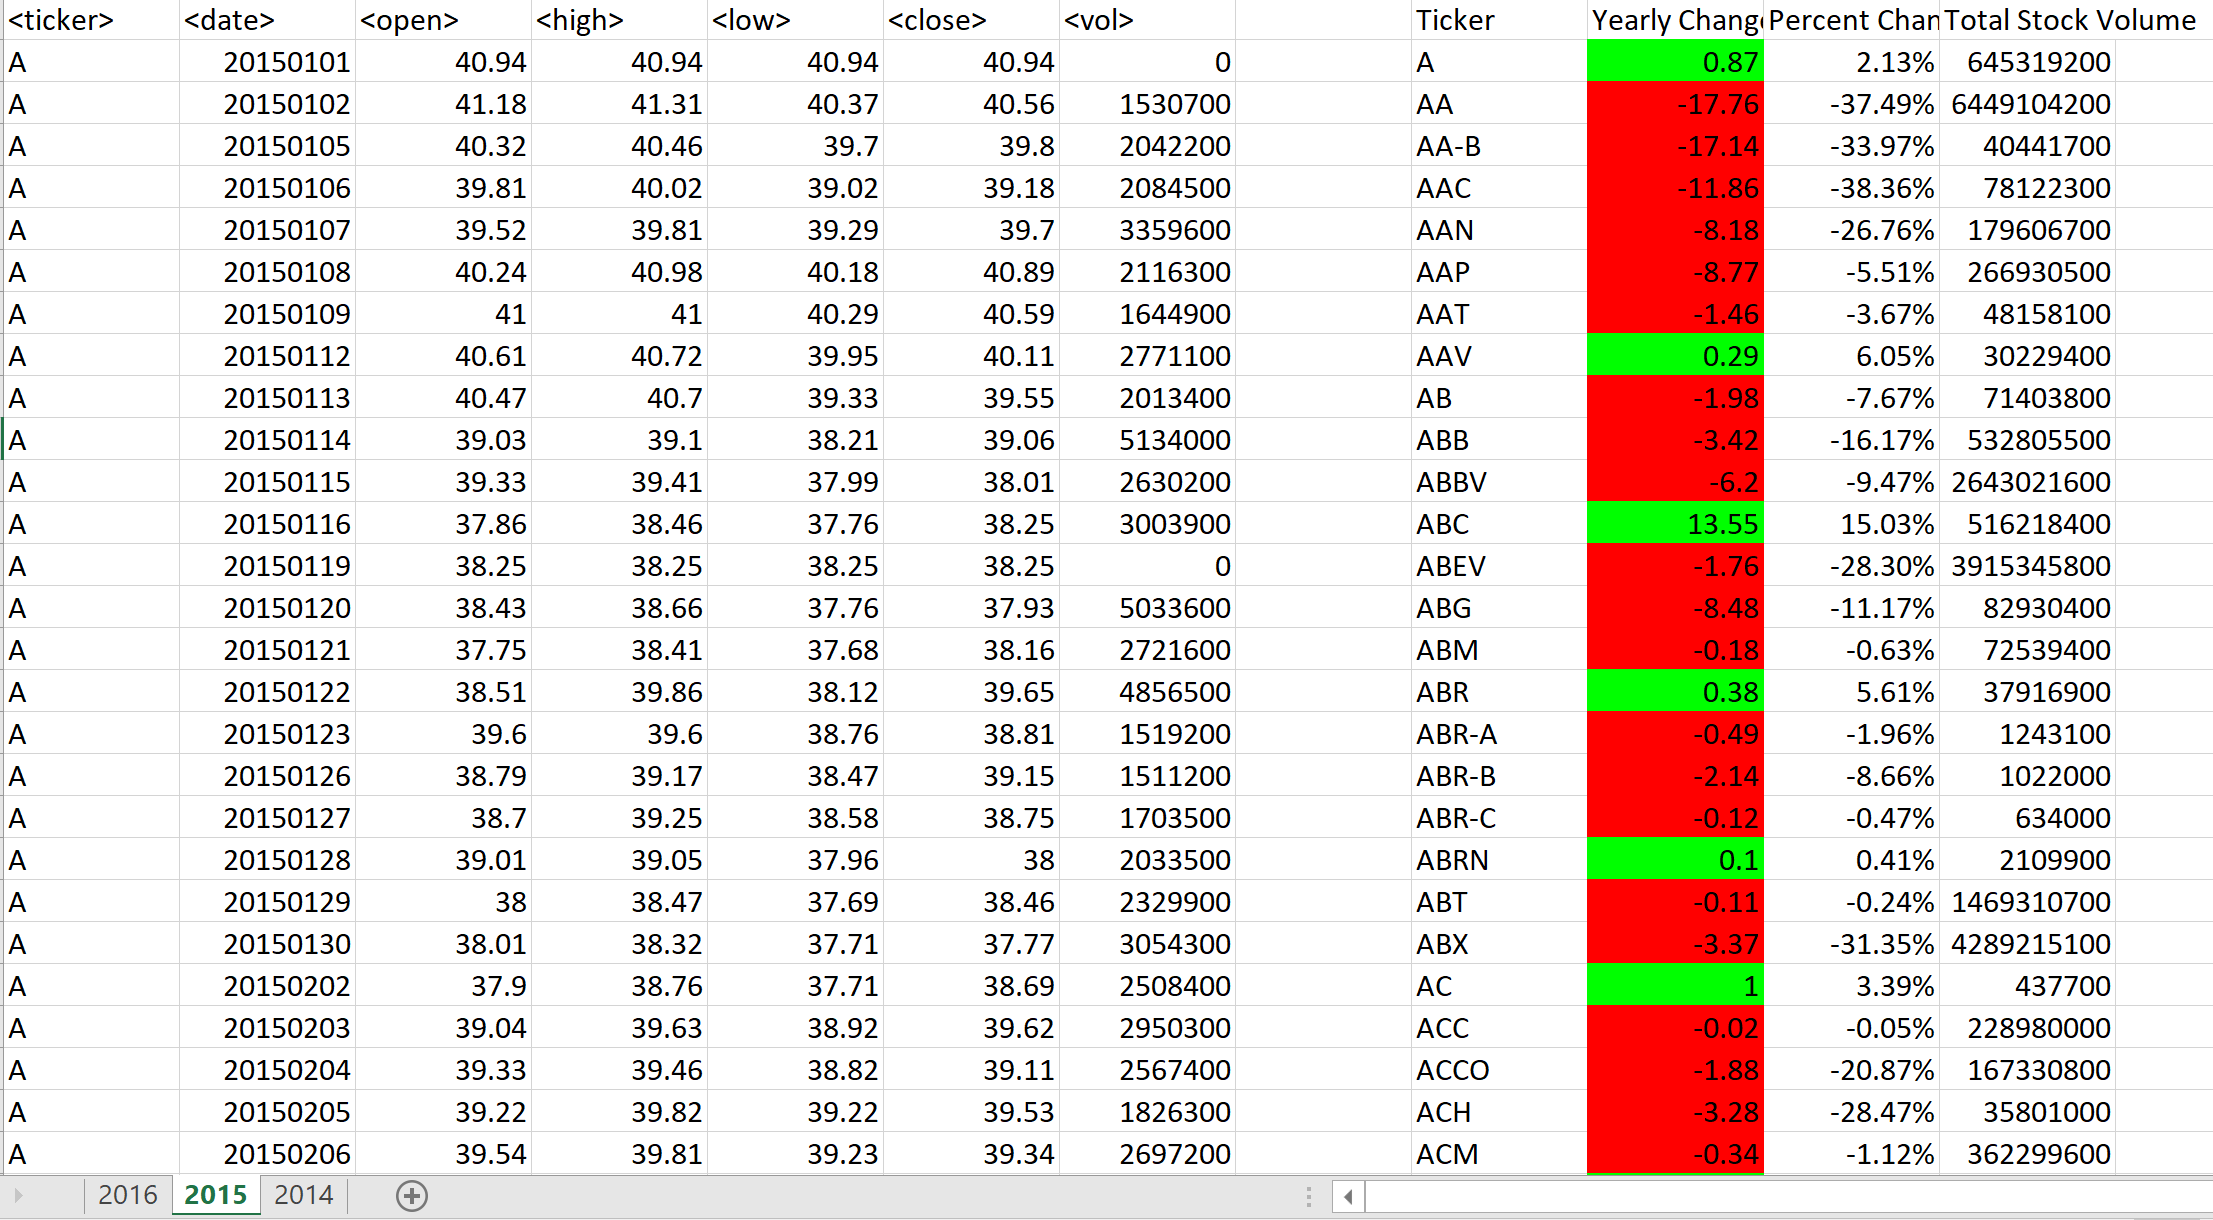 <ticker> <date> <open> <high> <low> <close> <vol> Ticker Yearly Chang Percent Chan Total Stock Volume
A 20150101 40.94 40.94 40.94 40.94 0 A 0.87 2.13% 645319200
A 20150102 41.18 41.31 40.37 40.56 1530700 AA -17.76 -37.49% 6449104200
A 20150105 40.32 40.46 39.7 39.8 2042200 AA-B -17.14 -33.97% 40441700
A 20150106 39.81 40.02 39.02 39.18 2084500 AAC -11.86 -38.36% 78122300
A 20150107 39.52 39.81 39.29 39.7 3359600 AAN -8.18 -26.76% 179606700
A 20150108 40.24 40.98 40.18 40.89 2116300 AAP -8.77 -5.51% 266930500
A 20150109 41 41 40.29 40.59 1644900 AAT -1.46 -3.67% 48158100
A 20150112 40.61 40.72 39.95 40.11 2771100 AAV 0.29 6.05% 30229400
A 20150113 40.47 40.7 39.33 39.55 2013400 AB -1.98 -7.67% 71403800
A 20150114 39.03 39.1 38.21 39.06 5134000 ABB -3.42 -16.17% 532805500
A 20150115 39.33 39.41 37.99 38.01 2630200 ABBV -6.2 -9.47% 2643021600
A 20150116 37.86 38.46 37.76 38.25 3003900 ABC 13.55 15.03% 516218400
A 20150119 38.25 38.25 38.25 38.25 0 ABEV -1.76 -28.30% 3915345800
A 20150120 38.43 38.66 37.76 37.93 5033600 ABG -8.48 -11.17% 82930400
A 20150121 37.75 38.41 37.68 38.16 2721600 ABM -0.18 -0.63% 72539400
A 20150122 38.51 39.86 38.12 39.65 4856500 ABR 0.38 5.61% 37916900
A 20150123 39.6 39.6 38.76 38.81 1519200 ABR-A -0.49 -1.96% 1243100
A 20150126 38.79 39.17 38.47 39.15 1511200 ABR-B -2.14 -8.66% 1022000
A 20150127 38.7 39.25 38.58 38.75 1703500 ABR-C -0.12 -0.47% 634000
A 20150128 39.01 39.05 37.96 38 2033500 ABRN 0.1 0.41% 2109900
A 20150129 38 38.47 37.69 38.46 2329900 ABT -0.11 -0.24% 1469310700
A 20150130 38.01 38.32 37.71 37.77 3054300 ABX -3.37 -31.35% 4289215100
A 20150202 37.9 38.76 37.71 38.69 2508400 AC 1 3.39% 437700
A 20150203 39.04 39.63 38.92 39.62 2950300 ACC -0.02 -0.05% 228980000
A 20150204 39.33 39.46 38.82 39.11 2567400 ACCO -1.88 -20.87% 167330800
A 20150205 39.22 39.82 39.22 39.53 1826300 ACH -3.28 -28.47% 35801000
A 20150206 39.54 39.81 39.23 39.34 2697200 ACM -0.34 -1.12% 362299600
2016 2015 2014